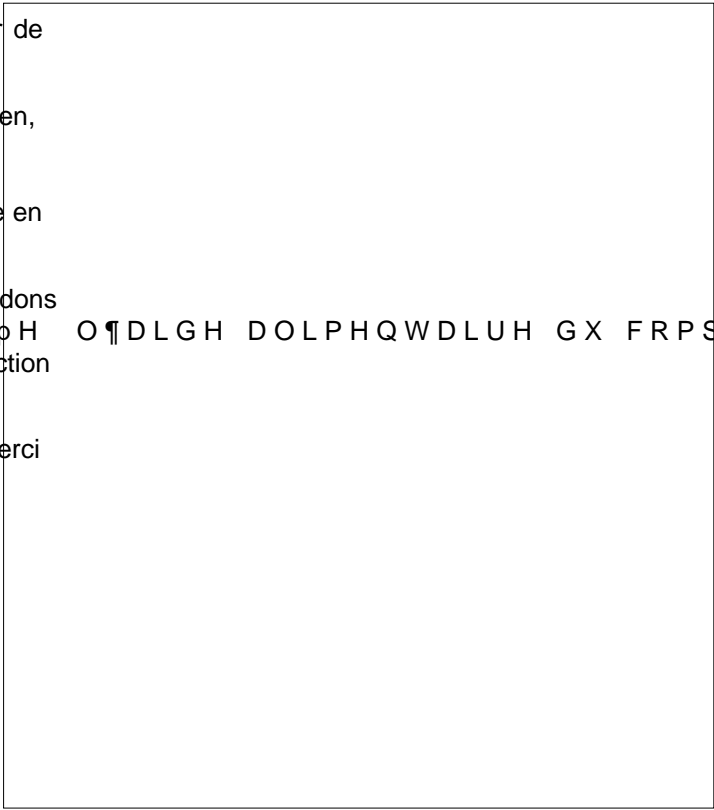 de
en,
en
dons
H O¶DLGH DOLPHQWDLUH GX FRPS
ction
erci